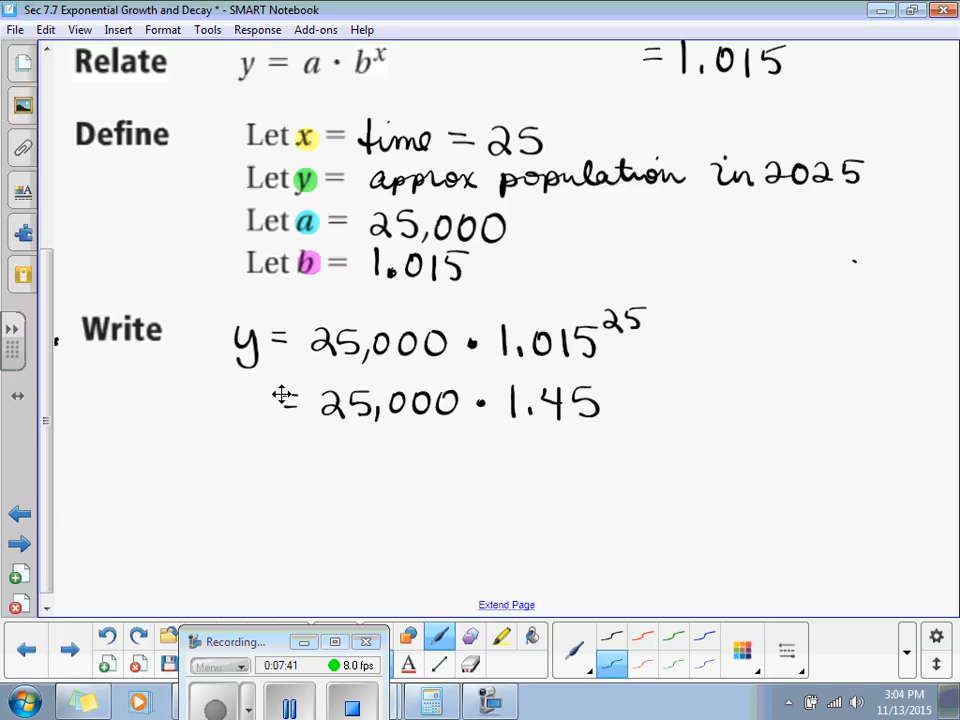 Sec 7.7 Exponential Growth and Decay * - SMART Notebook
File Edit View Insert Format Tools Response Add-ons Help
Relate y = a · b^x = 1.015
Define Let x = time = 25
Let y = approx population in 2025
Let a = 25,000
Let b = 1.015
Write y = 25,000 · 1.015^25
= 25,000 · 1.45
Extend Page
Recording...
Menu 0:07:41 8.0 fps
3:04 PM
11/13/2015